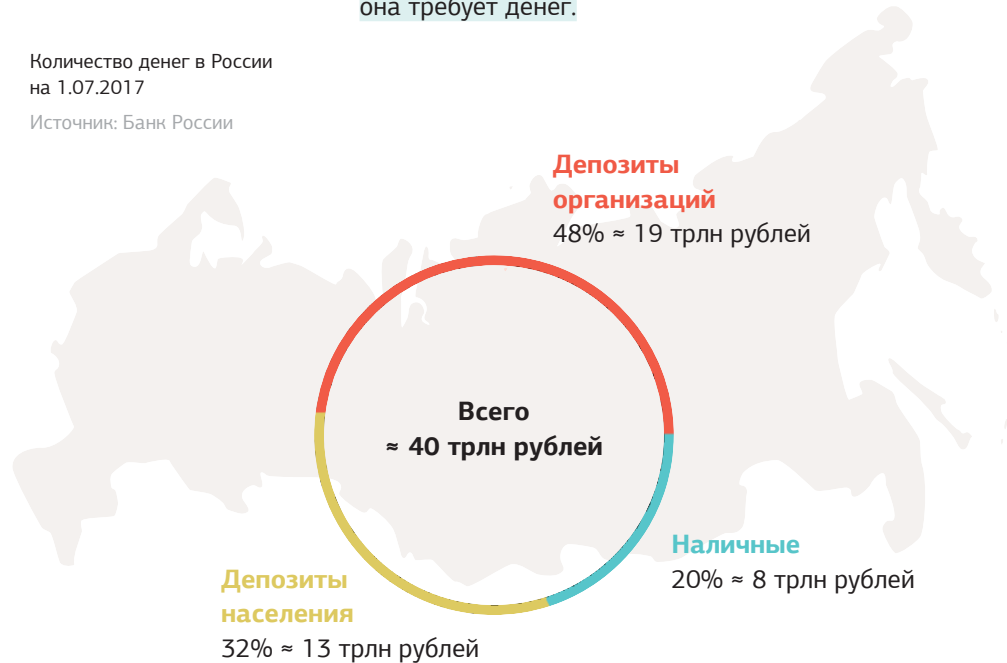 она требует денег.
Количество денег в России
на 1.07.2017
Источник: Банк России
Депозиты
организаций
48% ≈ 19 трлн рублей
Всего
≈ 40 трлн рублей
Наличные
20% ≈ 8 трлн рублей
Депозиты
населения
32% ≈ 13 трлн рублей